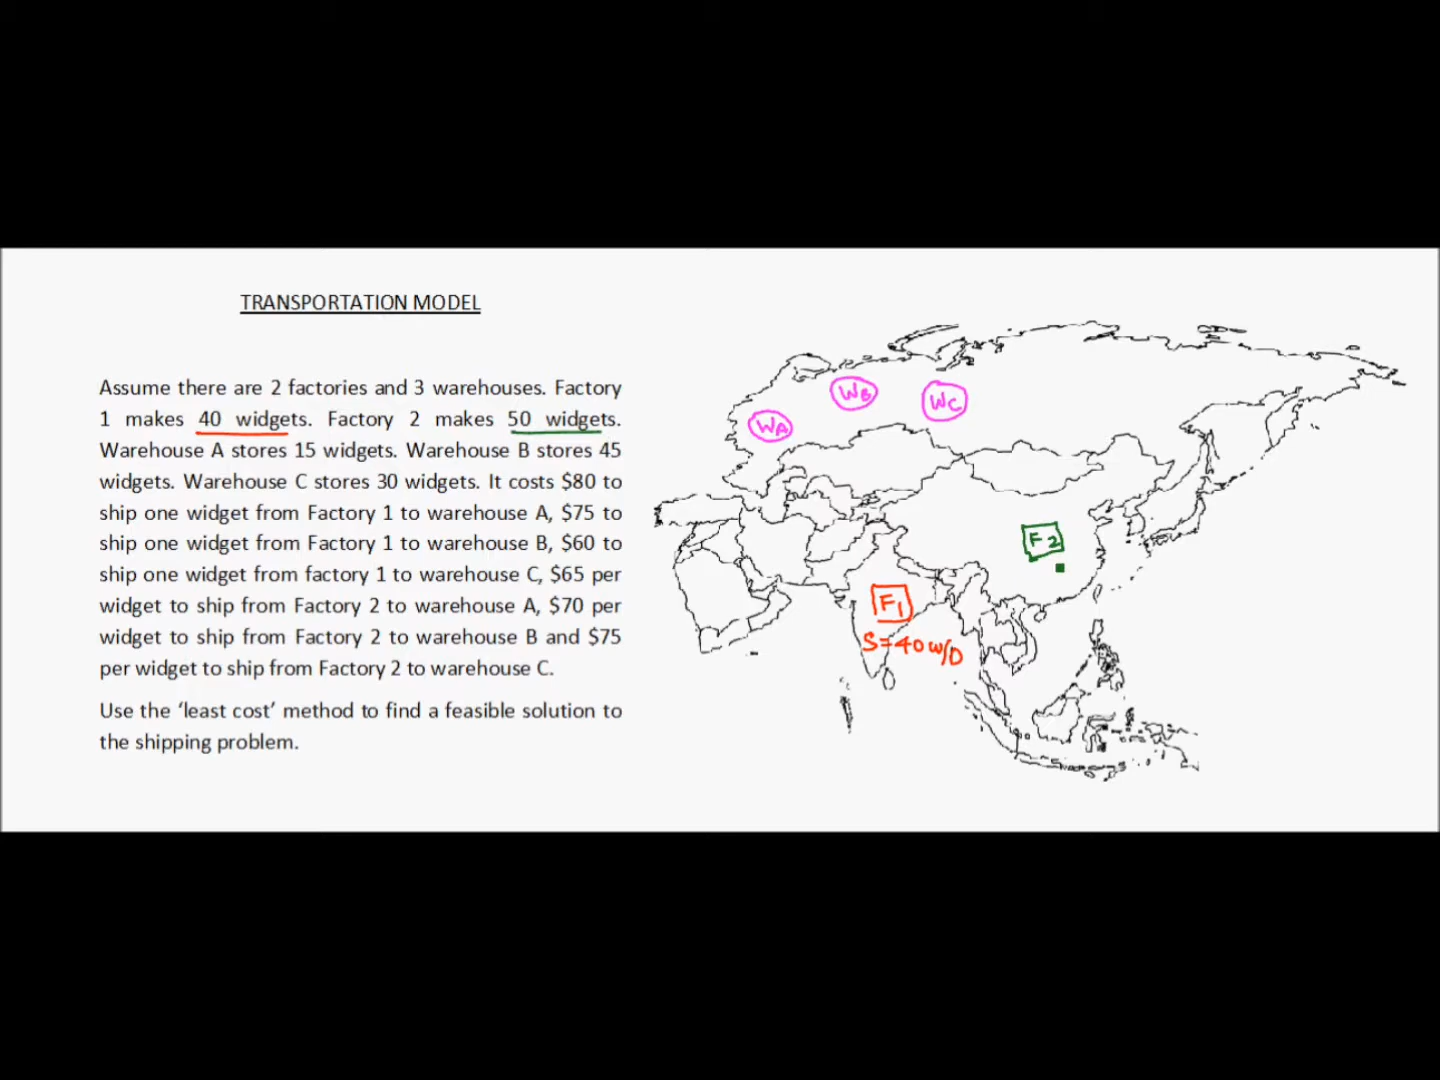 TRANSPORTATION MODEL
Assume there are 2 factories and 3 warehouses. Factory
1 makes 40 widgets. Factory 2 makes 50 widgets.
Warehouse A stores 15 widgets. Warehouse B stores 45
widgets. Warehouse C stores 30 widgets. It costs $80 to
ship one widget from Factory 1 to warehouse A, $75 to
ship one widget from Factory 1 to warehouse B, $60 to
ship one widget from factory 1 to warehouse C, $65 per
widget to ship from Factory 2 to warehouse A, $70 per
widget to ship from Factory 2 to warehouse B and $75
per widget to ship from Factory 2 to warehouse C.
Use the ‘least cost’ method to find a feasible solution to
the shipping problem.
WA
WB
WC
F2
F1
S=40W/D